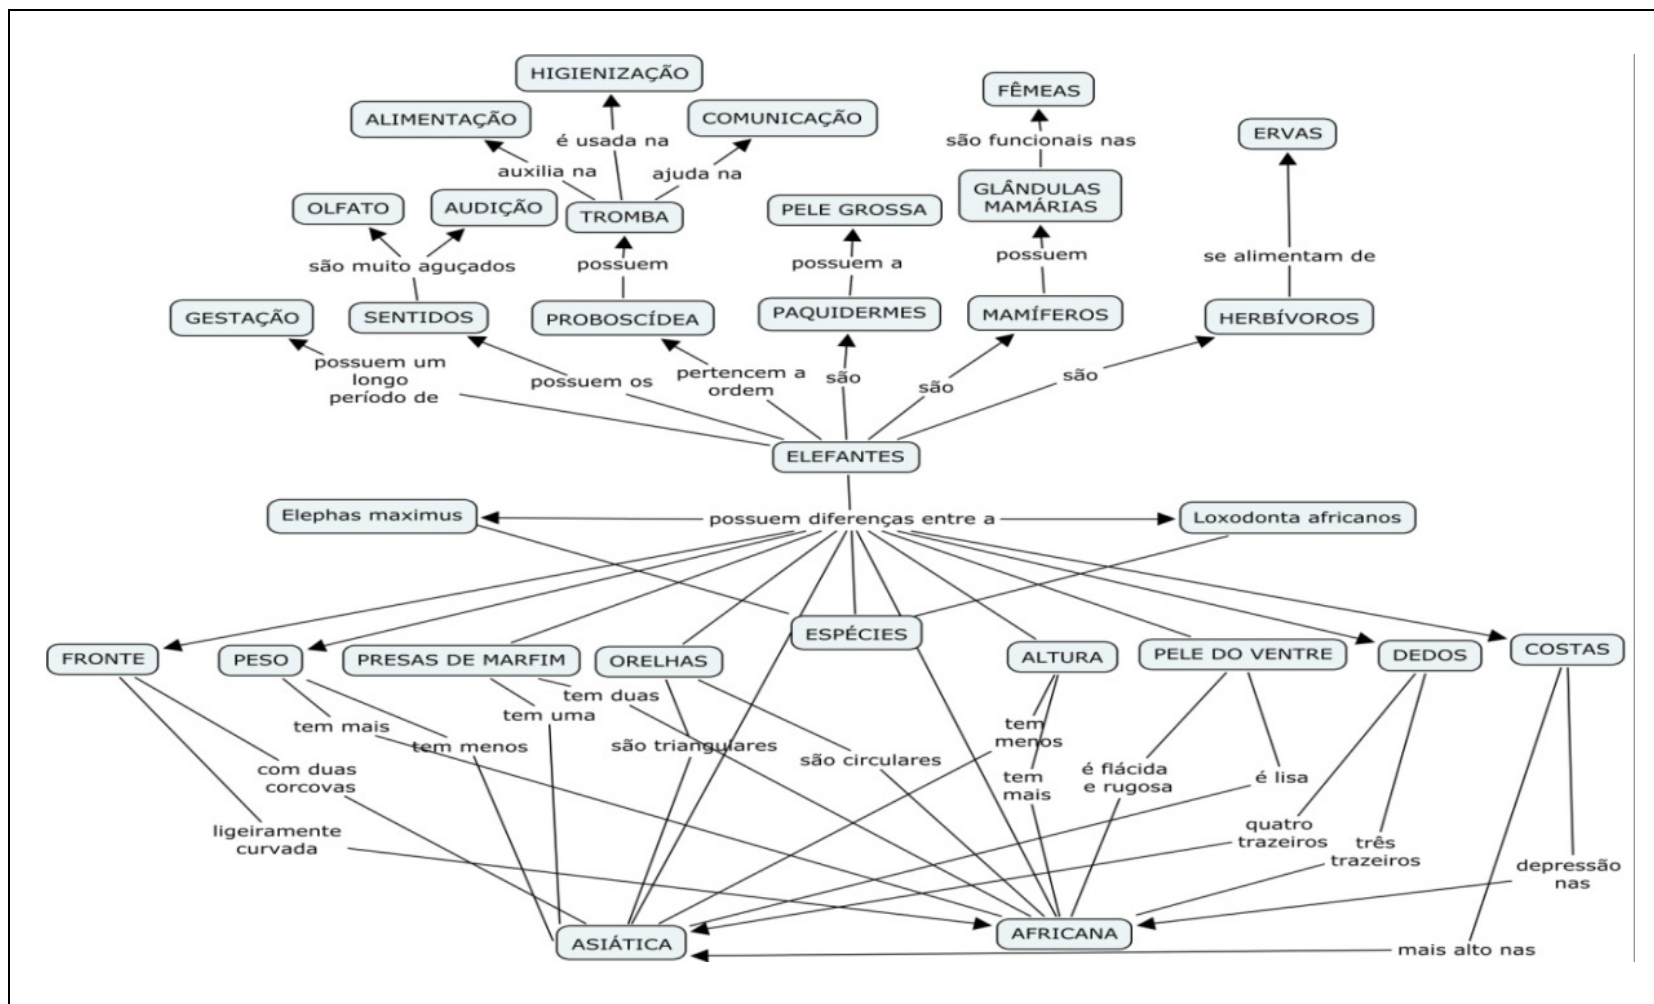 HIGIENIZAÇÃO
FÊMEAS
ALIMENTAÇÃO
COMUNICAÇÃO
ERVAS
é usada na
são funcionais nas
auxilia na
ajuda na
GLÂNDULAS
MAMÁRIAS
OLFATO
AUDIÇÃO
TROMBA
PELE GROSSA
são muito aguçados
possuem
possuem a
possuem
se alimentam de
GESTAÇÃO
SENTIDOS
PROBOSCÍDEA
PAQUIDERMES
MAMÍFEROS
HERBÍVOROS
possuem um
longo
período de
possuem os
pertencem a
ordem
são
são
são
ELEFANTES
Elephas maximus
possuem diferenças entre a
Loxodonta africanos
ESPÉCIES
FRONTE
PESO
PRESAS DE MARFIM
ORELHAS
ALTURA
PELE DO VENTRE
DEDOS
COSTAS
tem duas
tem uma
tem mais
tem menos
são triangulares
são circulares
tem
menos
com duas
corcovas
tem
mais
é flácida
e rugosa
é lisa
ligeiramente
curvada
quatro
trazeiros
três
trazeiros
depressão
nas
ASIÁTICA
AFRICANA
mais alto nas